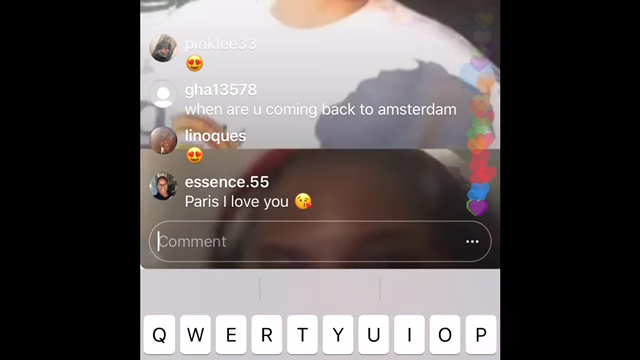 pinklee33
😍
gha13578
when are u coming back to amsterdam
linoques
😍
essence.55
Paris I love you 😘
Comment
Q W E R T Y U I O P